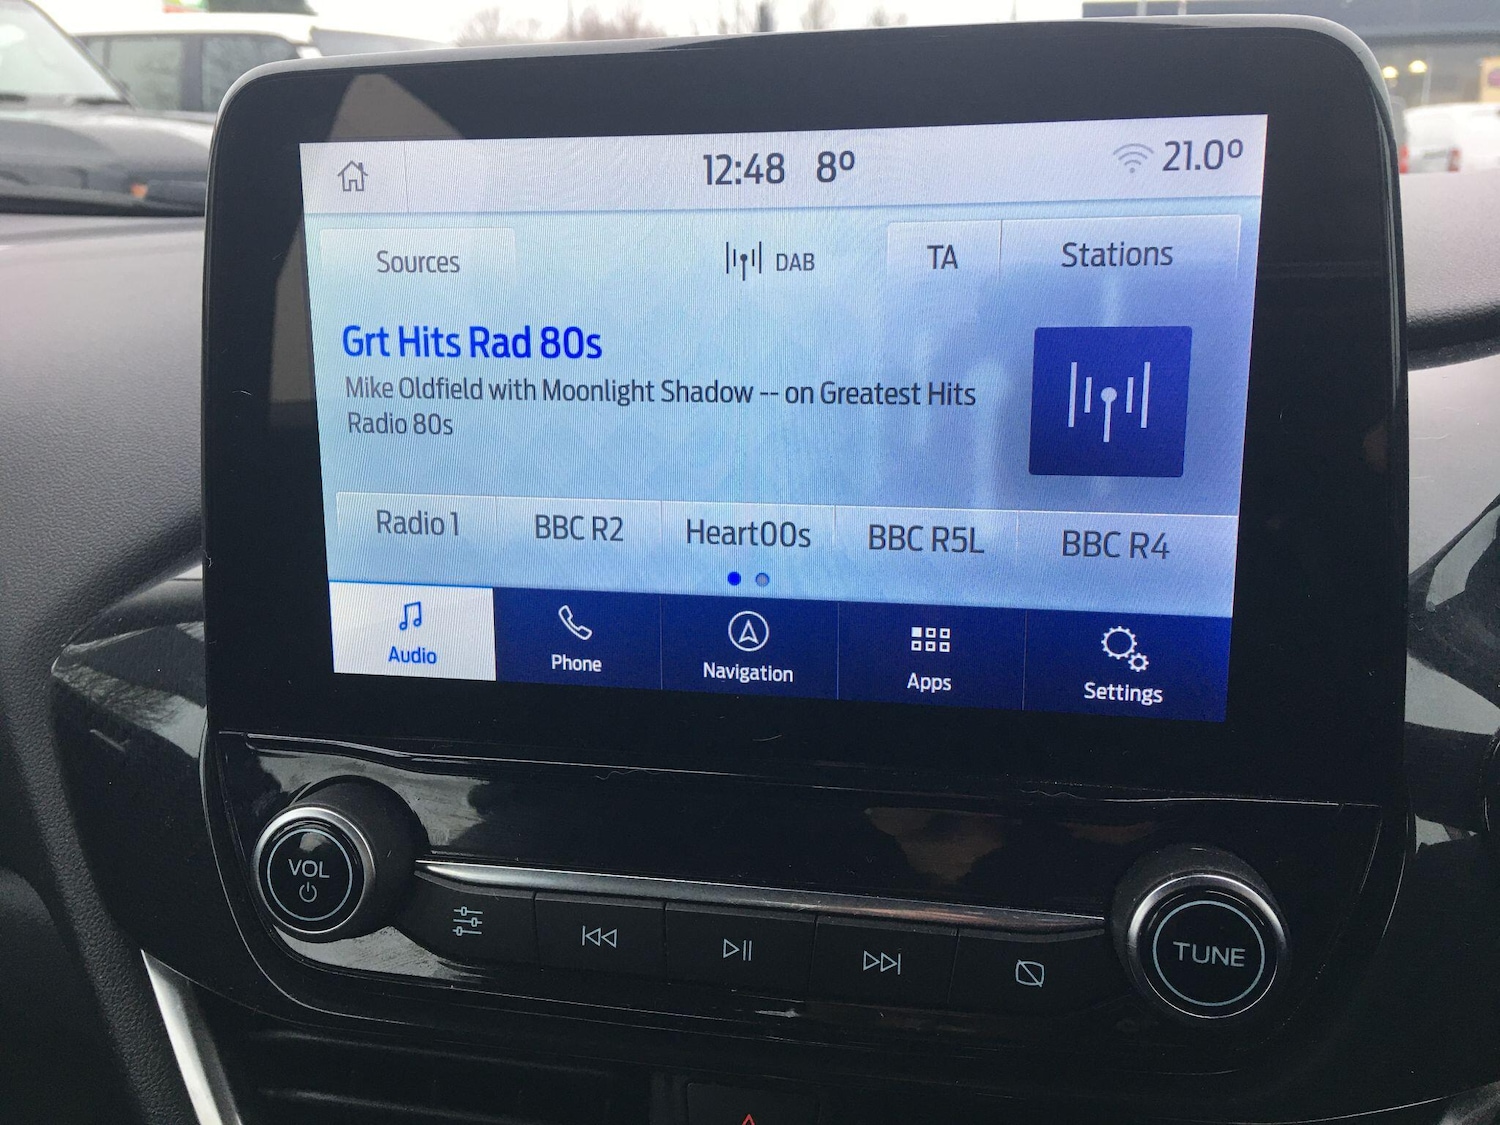 12:48 8º 21.0º
Sources DAB TA Stations
Grt Hits Rad 80s
Mike Oldfield with Moonlight Shadow -- on Greatest Hits
Radio 80s
Radio 1 BBC R2 Heart00s BBC R5L BBC R4
Audio Phone Navigation Apps Settings
VOL
TUNE